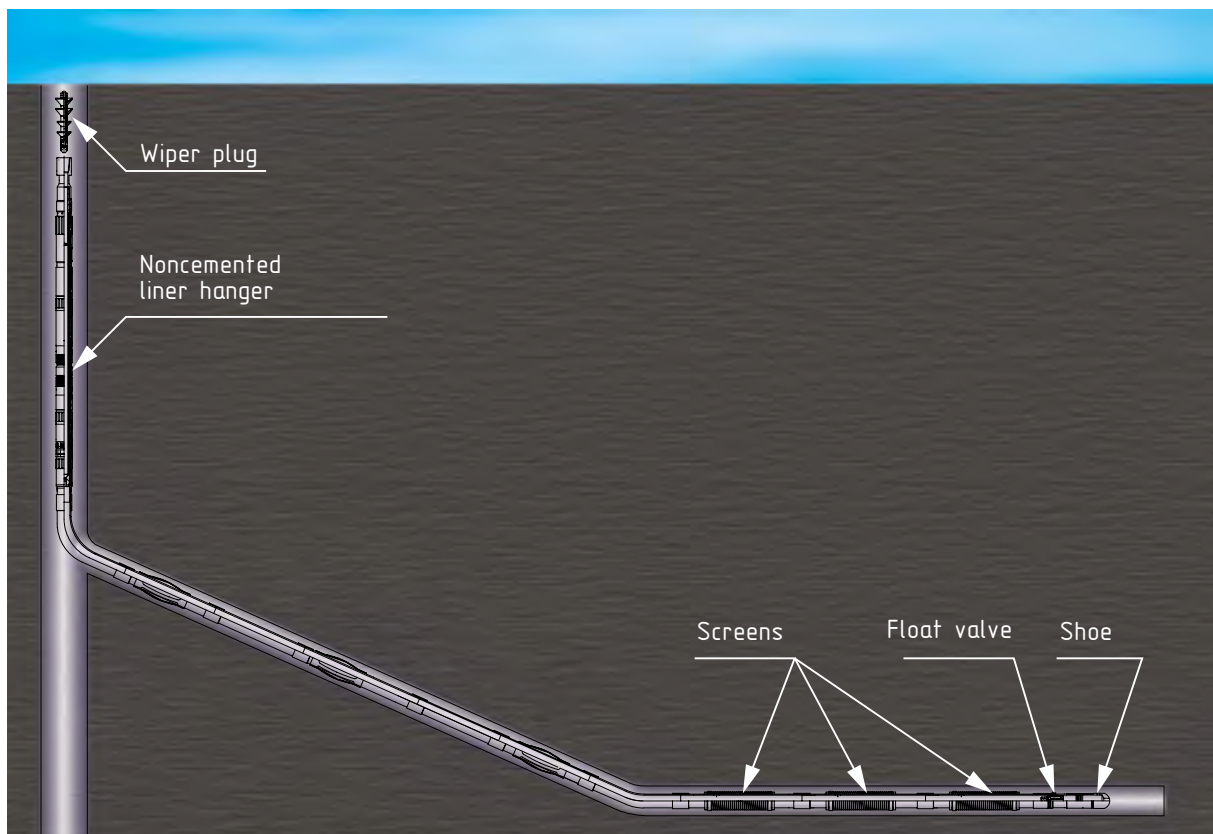 Wiper plug
Noncemented
liner hanger
Screens
Float valve
Shoe